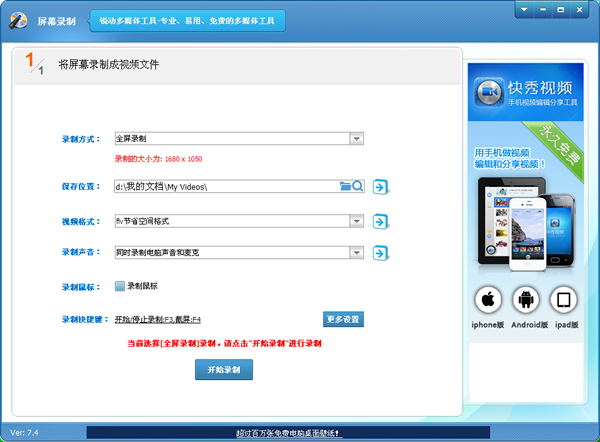 屏幕录制
锐动多媒体工具-专业、易用、免费的多媒体工具
1/1
将屏幕录制成视频文件
录制方式：
全屏录制
录制的大小为: 1680 x 1050
保存位置：
d:\我的文档\My Videos\
视频格式：
flv节省空间格式
录制声音：
同时录制电脑声音和麦克
录制鼠标：
录制鼠标
录制快捷键：
开始/停止录制:F3,截屏:F4
更多设置
当前选择[全屏录制]录制，请点击“开始录制”进行录制
开始录制
快秀视频
手机视频编辑分享工具
永久免费
用手机做视频
编辑和分享视频！
iphone版
Android版
ipad版
Ver: 7.4
超过百万张免费电脑桌面壁纸!